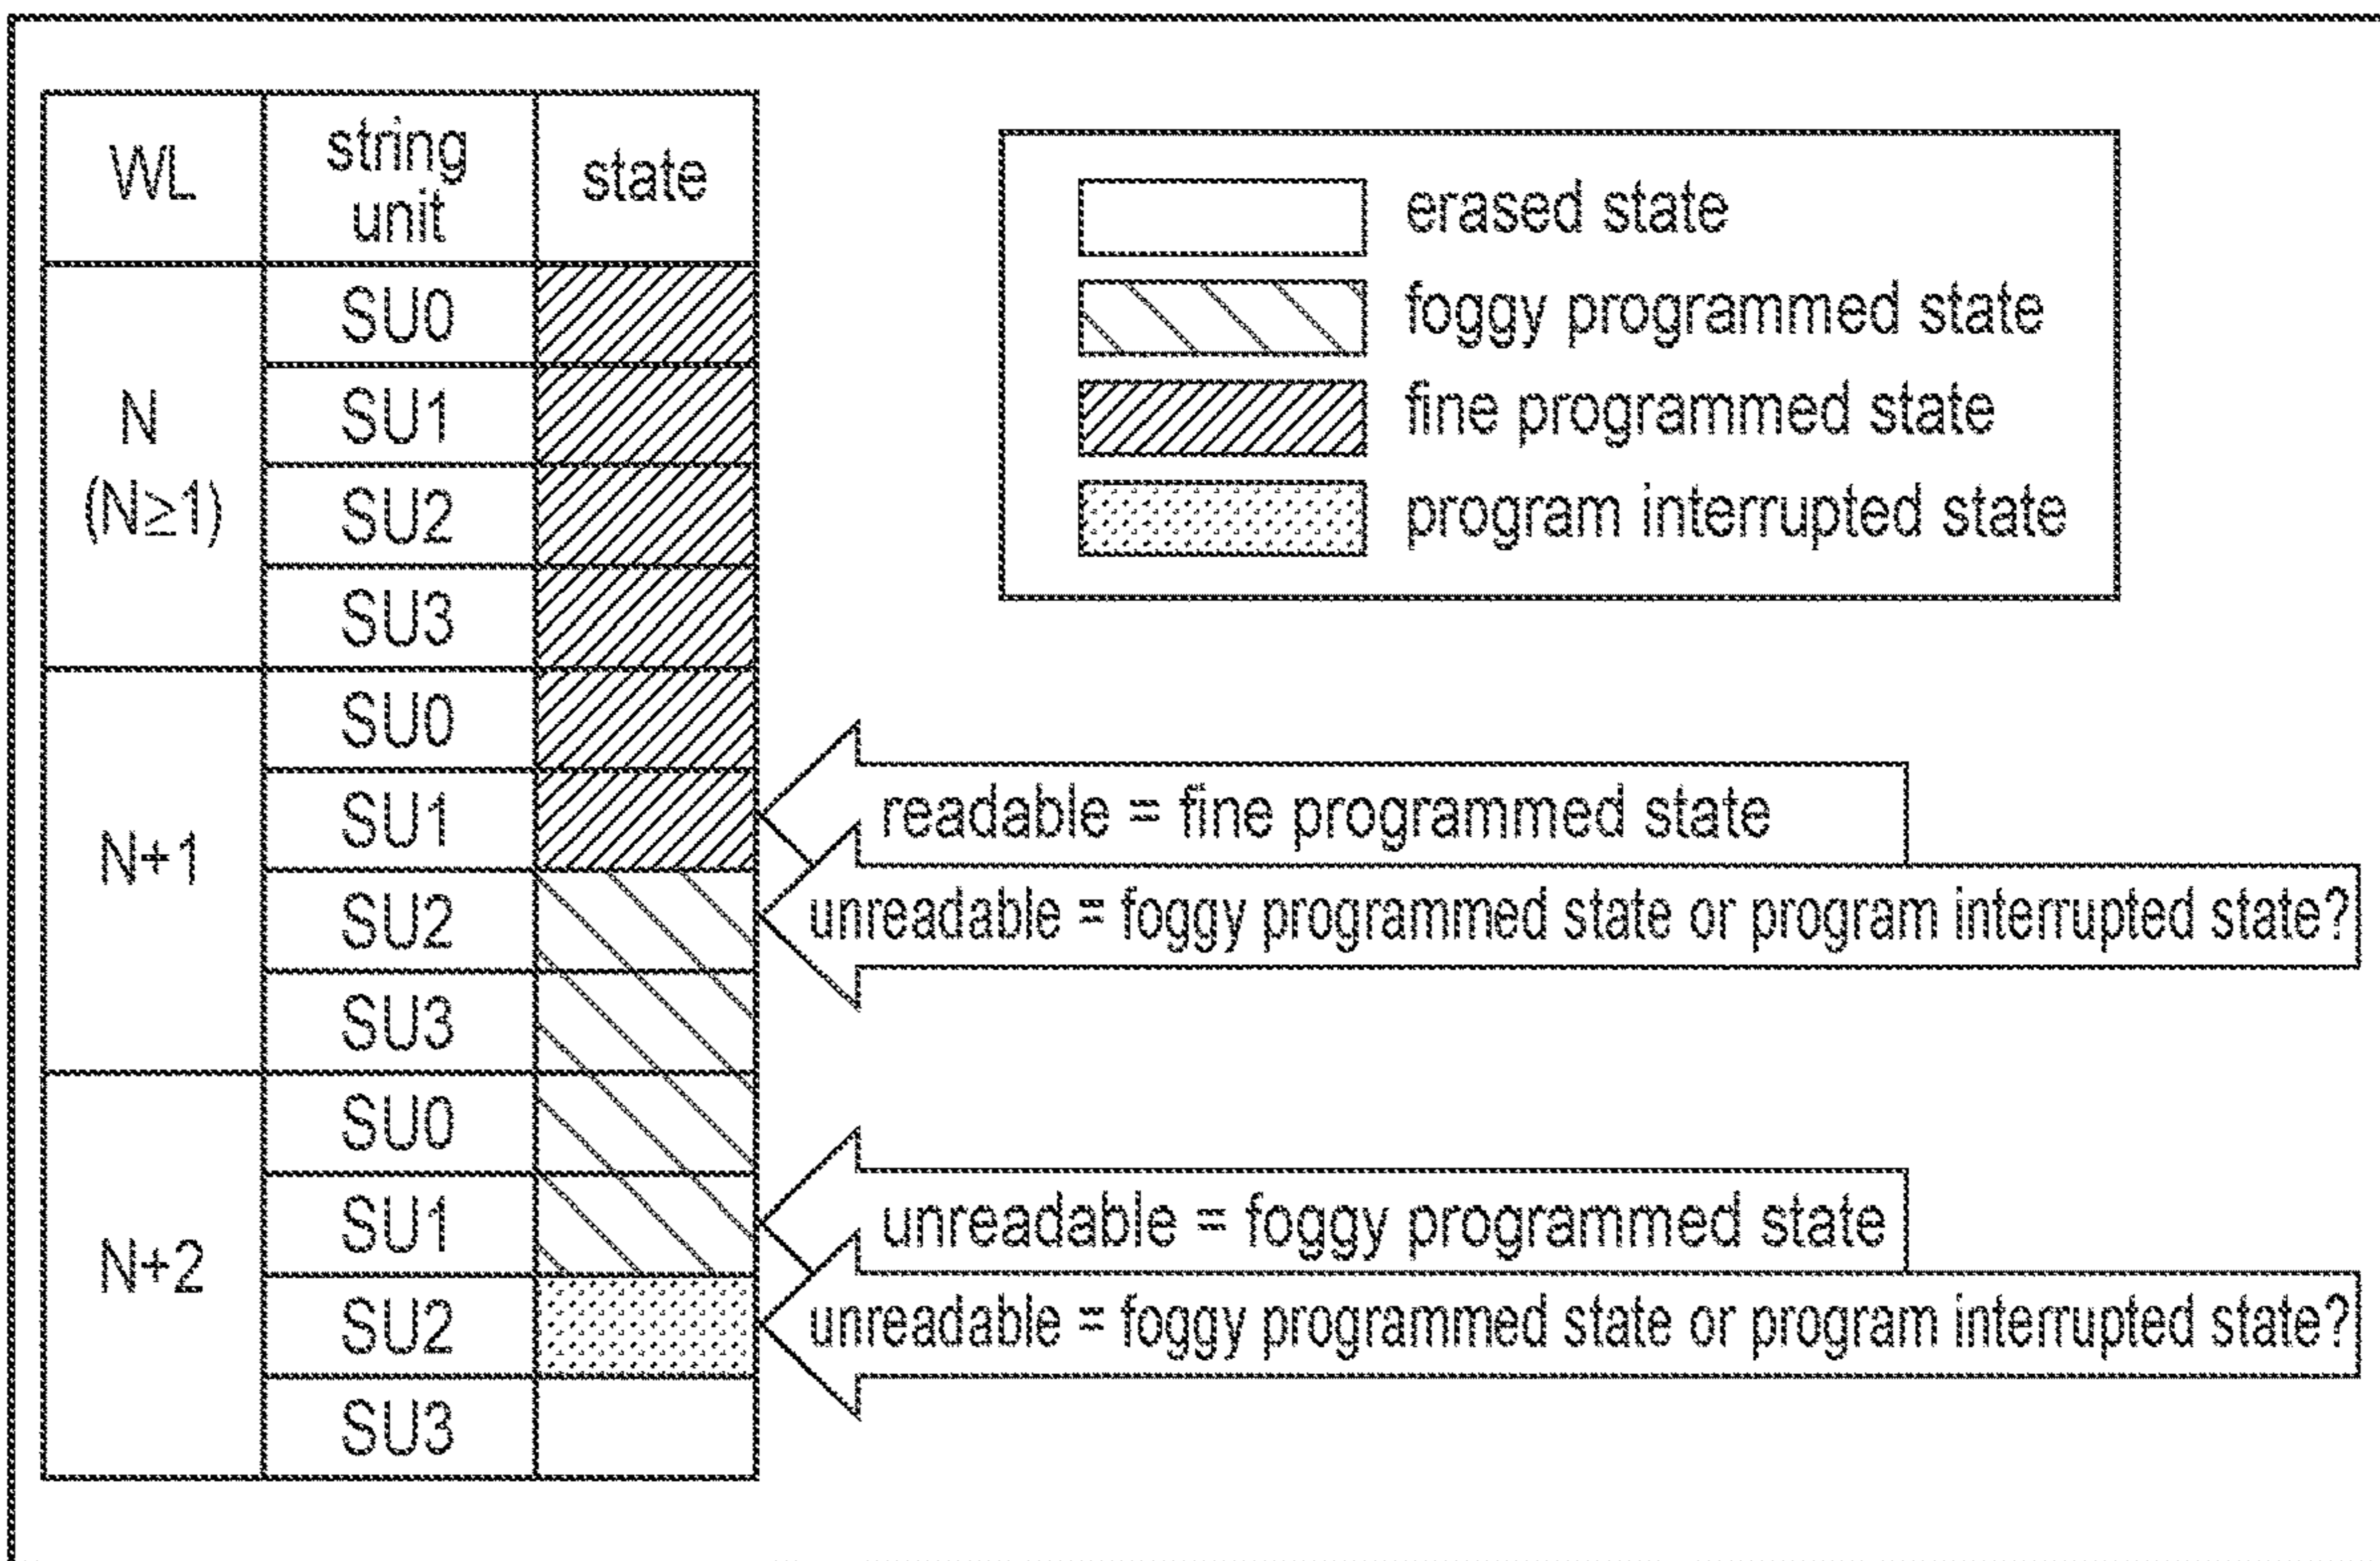 WL
string
unit
state
N
(N≥1)
SU0
SU1
SU2
SU3
N+1
SU0
SU1
SU2
SU3
N+2
SU0
SU1
SU2
SU3
erased state
foggy programmed state
fine programmed state
program interrupted state
readable = fine programmed state
unreadable = foggy programmed state or program interrupted state?
unreadable = foggy programmed state
unreadable = foggy programmed state or program interrupted state?